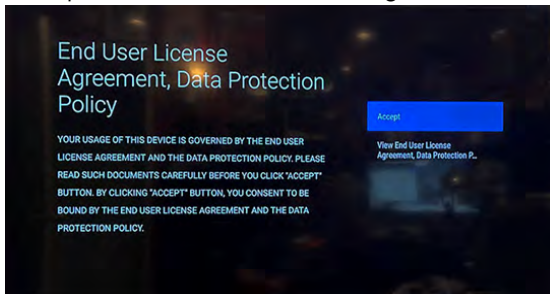 End User License
Agreement, Data Protection
Policy
YOUR USAGE OF THIS DEVICE IS GOVERNED BY THE END USER
LICENSE AGREEMENT AND THE DATA PROTECTION POLICY. PLEASE
READ SUCH DOCUMENTS CAREFULLY BEFORE YOU CLICK "ACCEPT"
BUTTON. BY CLICKING "ACCEPT" BUTTON, YOU CONSENT TO BE
BOUND BY THE END USER LICENSE AGREEMENT AND THE DATA
PROTECTION POLICY.
Accept
View End User License
Agreement, Data Protection P...